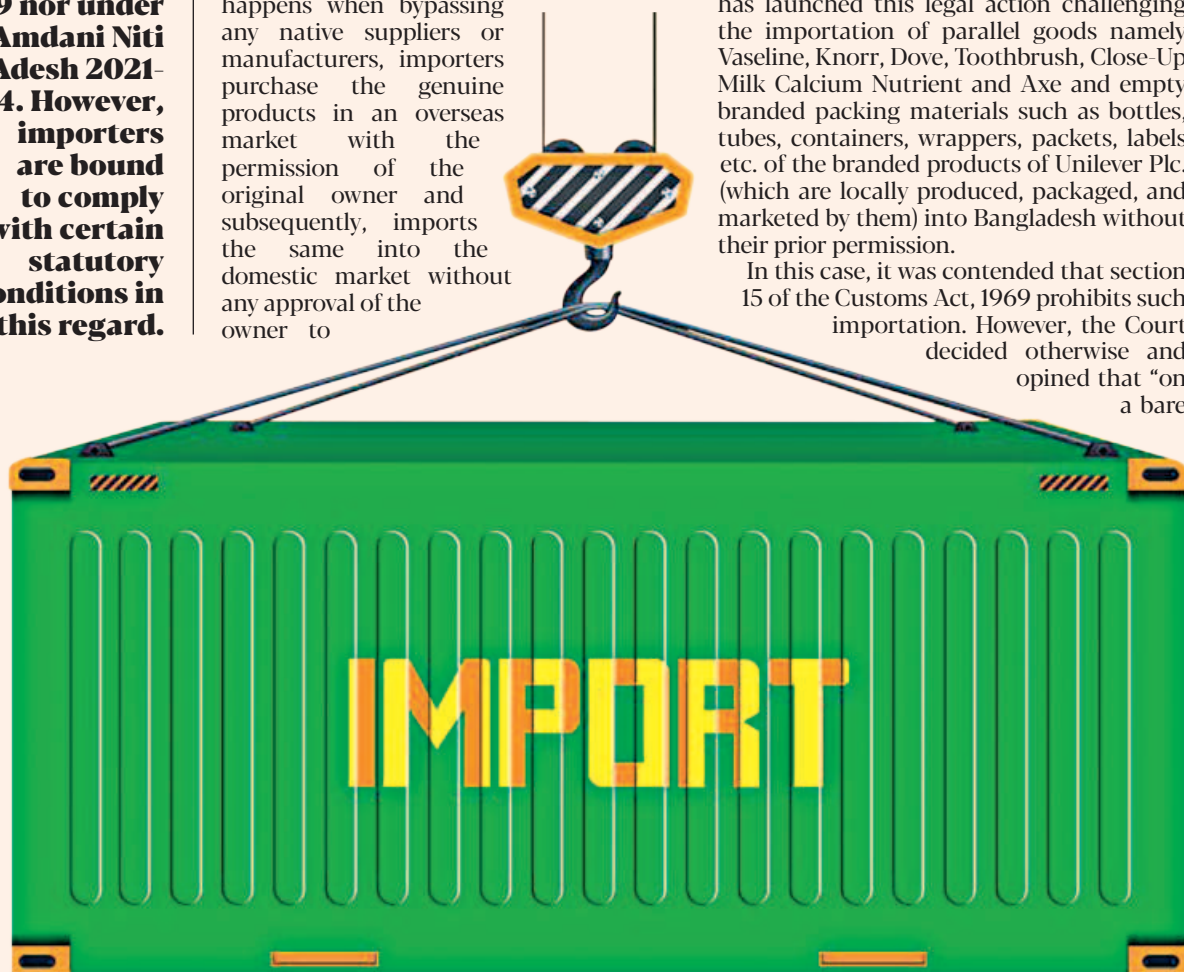 9 nor under
Amdani Niti
Adesh 2021-
4. However,
importers
are bound
to comply
with certain
statutory
onditions in
this regard.
happens when bypassing
any native suppliers or
manufacturers, importers
purchase the genuine
products in an overseas
market with the
permission of the
original owner and
subsequently, imports
the same into the
domestic market without
any approval of the
owner to
has launched this legal action challenging
the importation of parallel goods namely
Vaseline, Knorr, Dove, Toothbrush, Close-Up
Milk Calcium Nutrient and Axe and empty
branded packing materials such as bottles,
tubes, containers, wrappers, packets, labels
etc. of the branded products of Unilever Plc.
(which are locally produced, packaged, and
marketed by them) into Bangladesh without
their prior permission.
In this case, it was contended that section
15 of the Customs Act, 1969 prohibits such
importation. However, the Court
decided otherwise and
opined that “on
a bare
IMPORT